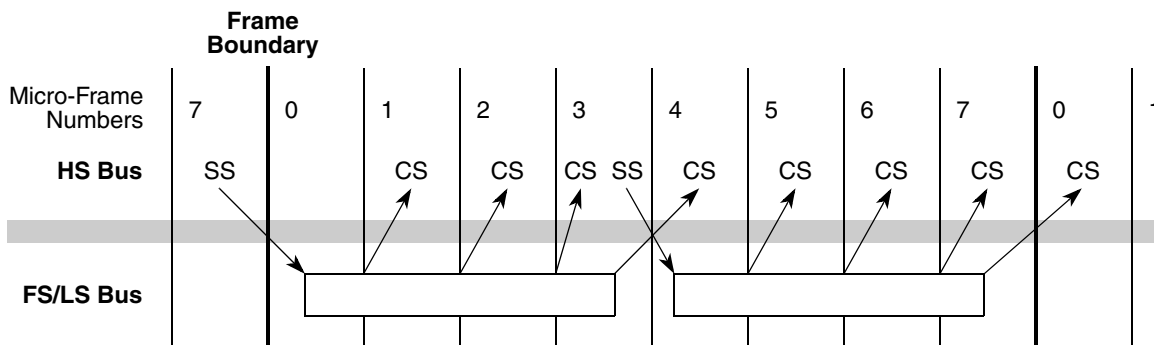 Frame
Boundary
Micro-Frame
Numbers
7 0 1 2 3 4 5 6 7 0 1
HS Bus SS CS CS CS SS CS CS CS CS CS
FS/LS Bus